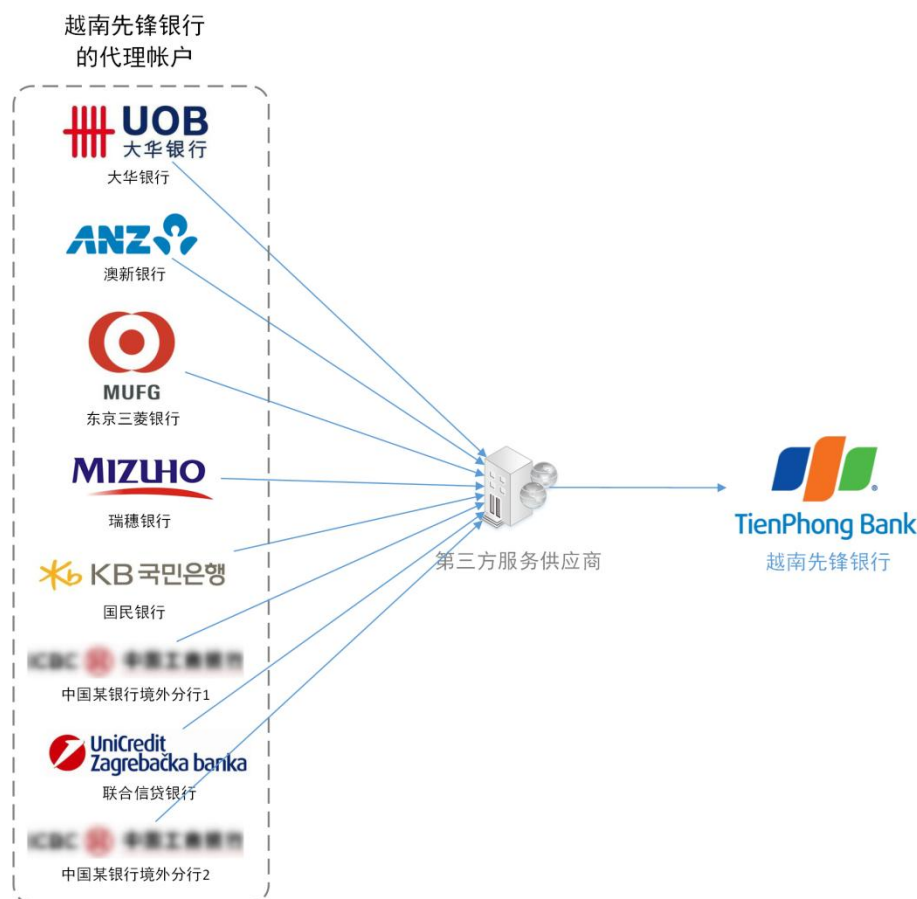 越南先锋银行
的代理帐户
UOB
大华银行
大华银行
ANZ
澳新银行
MUFG
东京三菱银行
MIZUHO
瑞穗银行
KB국민은행
国民银行
中国某银行境外分行1
UniCredit
Zagrebačka banka
联合信贷银行
中国某银行境外分行2
第三方服务供应商
TienPhong Bank
越南先锋银行